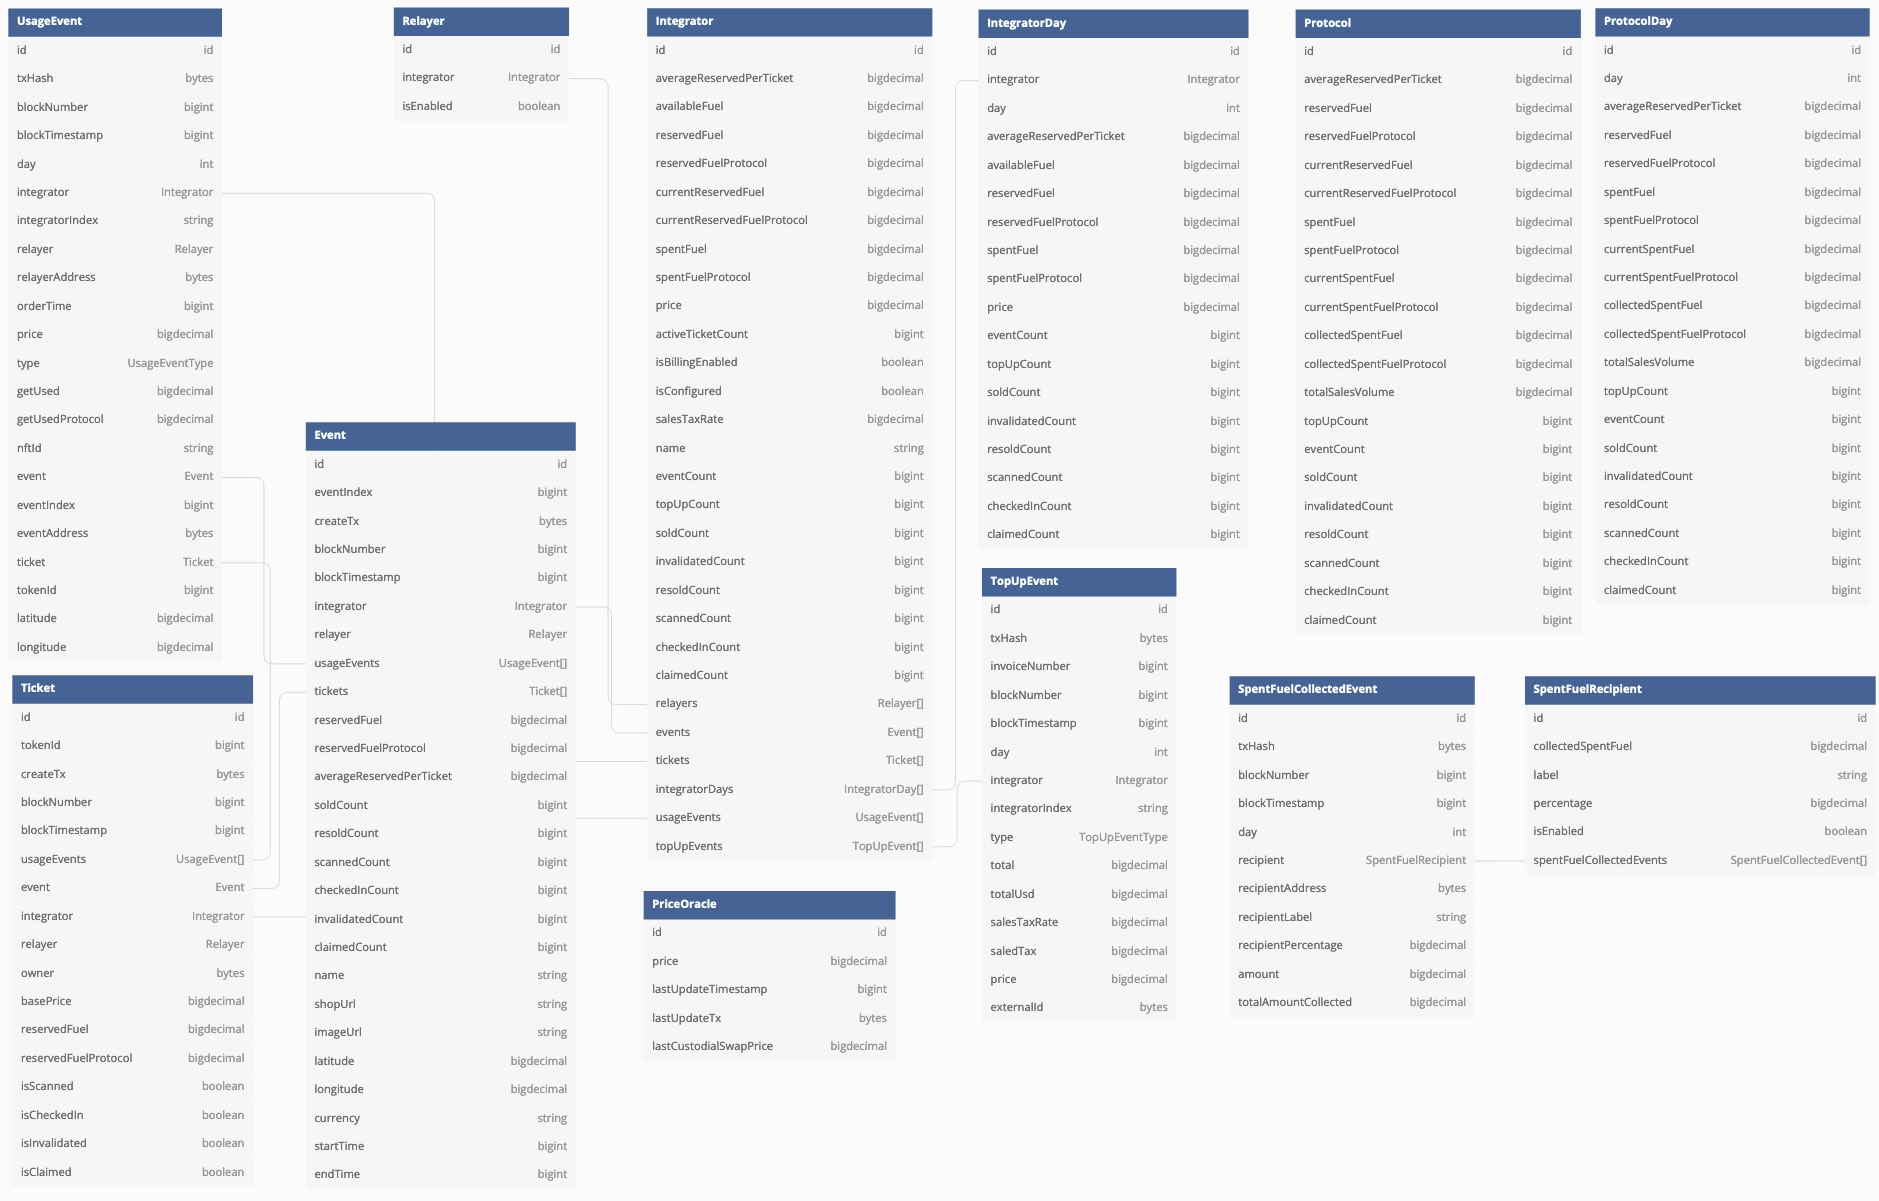 UsageEvent
id id
txHash bytes
blockNumber bigint
blockTimestamp bigint
day int
integrator Integrator
integratorIndex string
relayer Relayer
relayerAddress bytes
orderTime bigint
price bigdecimal
type UsageEventType
getUsed bigdecimal
getUsedProtocol bigdecimal
nftId string
event Event
eventIndex bigint
eventAddress bytes
ticket Ticket
tokenId bigint
latitude bigdecimal
longitude bigdecimal
Ticket
id id
tokenId bigint
createTx bytes
blockNumber bigint
blockTimestamp bigint
usageEvents UsageEvent[]
event Event
integrator Integrator
relayer Relayer
owner bytes
basePrice bigdecimal
reservedFuel bigdecimal
reservedFuelProtocol bigdecimal
isScanned boolean
isCheckedIn boolean
isInvalidated boolean
isClaimed boolean
Relayer
id id
integrator Integrator
isEnabled boolean
Event
id id
eventIndex bigint
createTx bytes
blockNumber bigint
blockTimestamp bigint
integrator Integrator
relayer Relayer
usageEvents UsageEvent[]
tickets Ticket[]
reservedFuel bigdecimal
reservedFuelProtocol bigdecimal
averageReservedPerTicket bigdecimal
soldCount bigint
resoldCount bigint
scannedCount bigint
checkedInCount bigint
invalidatedCount bigint
claimedCount bigint
name string
shopUrl string
imageUrl string
latitude bigdecimal
longitude bigdecimal
currency string
startTime bigint
endTime bigint
Integrator
id id
averageReservedPerTicket bigdecimal
availableFuel bigdecimal
reservedFuel bigdecimal
reservedFuelProtocol bigdecimal
currentReservedFuel bigdecimal
currentReservedFuelProtocol bigdecimal
spentFuel bigdecimal
spentFuelProtocol bigdecimal
price bigdecimal
activeTicketCount bigint
isBillingEnabled boolean
isConfigured boolean
salesTaxRate bigdecimal
name string
eventCount bigint
topUpCount bigint
soldCount bigint
invalidatedCount bigint
resoldCount bigint
scannedCount bigint
checkedInCount bigint
claimedCount bigint
relayers Relayer[]
events Event[]
tickets Ticket[]
integratorDays IntegratorDay[]
usageEvents UsageEvent[]
topUpEvents TopUpEvent[]
PriceOracle
id id
price bigdecimal
lastUpdateTimestamp bigint
lastUpdateTx bytes
lastCustodialSwapPrice bigdecimal
IntegratorDay
id id
integrator Integrator
day int
averageReservedPerTicket bigdecimal
availableFuel bigdecimal
reservedFuel bigdecimal
reservedFuelProtocol bigdecimal
spentFuel bigdecimal
spentFuelProtocol bigdecimal
price bigdecimal
eventCount bigint
topUpCount bigint
soldCount bigint
invalidatedCount bigint
resoldCount bigint
scannedCount bigint
checkedInCount bigint
claimedCount bigint
TopUpEvent
id id
txHash bytes
invoiceNumber bigint
blockNumber bigint
blockTimestamp bigint
day int
integrator Integrator
integratorIndex string
type TopUpEventType
total bigdecimal
totalUsd bigdecimal
salesTaxRate bigdecimal
saledTax bigdecimal
price bigdecimal
externalId bytes
Protocol
id id
averageReservedPerTicket bigdecimal
reservedFuel bigdecimal
reservedFuelProtocol bigdecimal
currentReservedFuel bigdecimal
currentReservedFuelProtocol bigdecimal
spentFuel bigdecimal
spentFuelProtocol bigdecimal
currentSpentFuel bigdecimal
currentSpentFuelProtocol bigdecimal
collectedSpentFuel bigdecimal
collectedSpentFuelProtocol bigdecimal
totalSalesVolume bigdecimal
topUpCount bigint
eventCount bigint
soldCount bigint
invalidatedCount bigint
resoldCount bigint
scannedCount bigint
checkedInCount bigint
claimedCount bigint
ProtocolDay
id id
day int
averageReservedPerTicket bigdecimal
reservedFuel bigdecimal
reservedFuelProtocol bigdecimal
spentFuel bigdecimal
spentFuelProtocol bigdecimal
currentSpentFuel bigdecimal
currentSpentFuelProtocol bigdecimal
collectedSpentFuel bigdecimal
collectedSpentFuelProtocol bigdecimal
totalSalesVolume bigdecimal
topUpCount bigint
eventCount bigint
soldCount bigint
invalidatedCount bigint
resoldCount bigint
scannedCount bigint
checkedInCount bigint
claimedCount bigint
SpentFuelCollectedEvent
id id
txHash bytes
blockNumber bigint
blockTimestamp bigint
day int
recipient SpentFuelRecipient
recipientAddress bytes
recipientLabel string
recipientPercentage bigdecimal
amount bigdecimal
totalAmountCollected bigdecimal
SpentFuelRecipient
id id
collectedSpentFuel bigdecimal
label string
percentage bigdecimal
isEnabled boolean
spentFuelCollectedEvents SpentFuelCollectedEvent[]